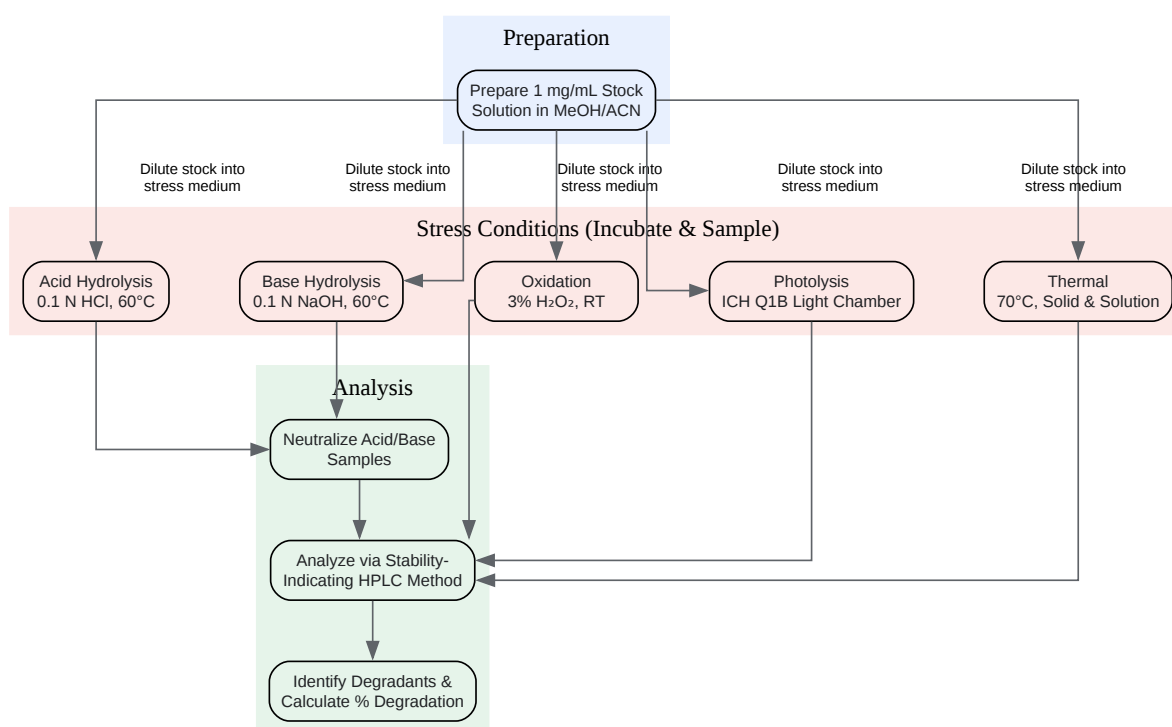 Preparation
Prepare 1 mg/mL Stock
Solution in MeOH/ACN
Dilute stock into
stress medium
Dilute stock into
stress medium
Dilute stock into
stress medium
Dilute stock into
stress medium
Dilute stock into
stress medium
Stress Conditions (Incubate & Sample)
Acid Hydrolysis
0.1 N HCl, 60°C
Base Hydrolysis
0.1 N NaOH, 60°C
Oxidation
3% H₂O₂, RT
Photolysis
ICH Q1B Light Chamber
Thermal
70°C, Solid & Solution
Analysis
Neutralize Acid/Base
Samples
Analyze via Stability-
Indicating HPLC Method
Identify Degradants &
Calculate % Degradation